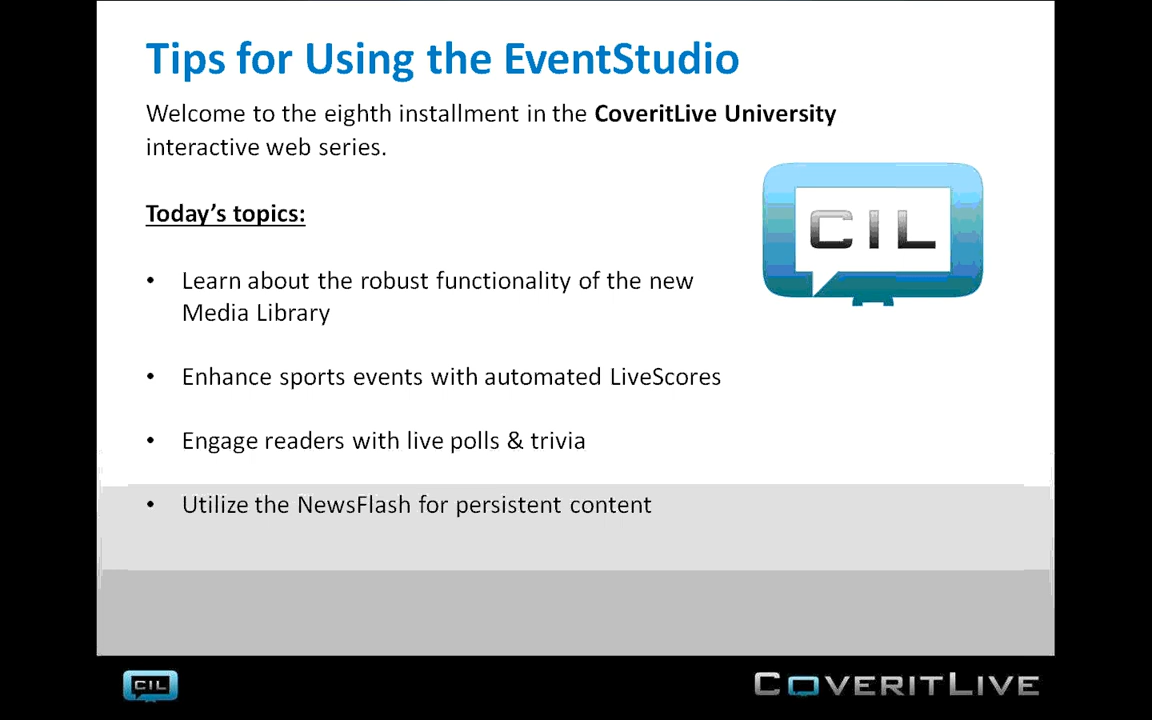 Tips for Using the EventStudio
Welcome to the eighth installment in the CoveritLive University
interactive web series.
Today's topics:
CIL
• Learn about the robust functionality of the new
Media Library
• Enhance sports events with automated LiveScores
• Engage readers with live polls & trivia
• Utilize the NewsFlash for persistent content
CIL
COVERITLIVE